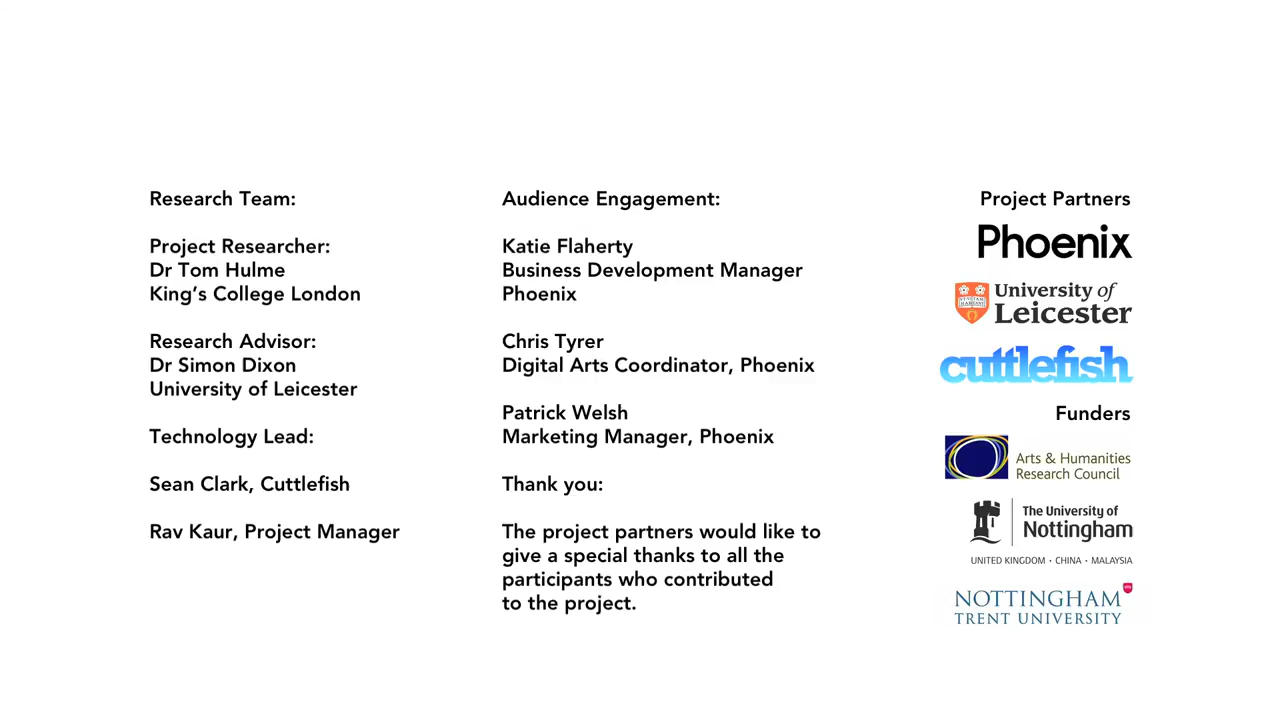 Research Team:
Project Researcher:
Dr Tom Hulme
King’s College London
Research Advisor:
Dr Simon Dixon
University of Leicester
Technology Lead:
Sean Clark, Cuttlefish
Rav Kaur, Project Manager
Audience Engagement:
Katie Flaherty
Business Development Manager
Phoenix
Chris Tyrer
Digital Arts Coordinator, Phoenix
Patrick Welsh
Marketing Manager, Phoenix
Thank you:
The project partners would like to
give a special thanks to all the
participants who contributed
to the project.
Project Partners
Phoenix
University of
Leicester
cuttlefish
Funders
Arts & Humanities
Research Council
The University of
Nottingham
UNITED KINGDOM · CHINA · MALAYSIA
NOTTINGHAM
TRENT UNIVERSITY